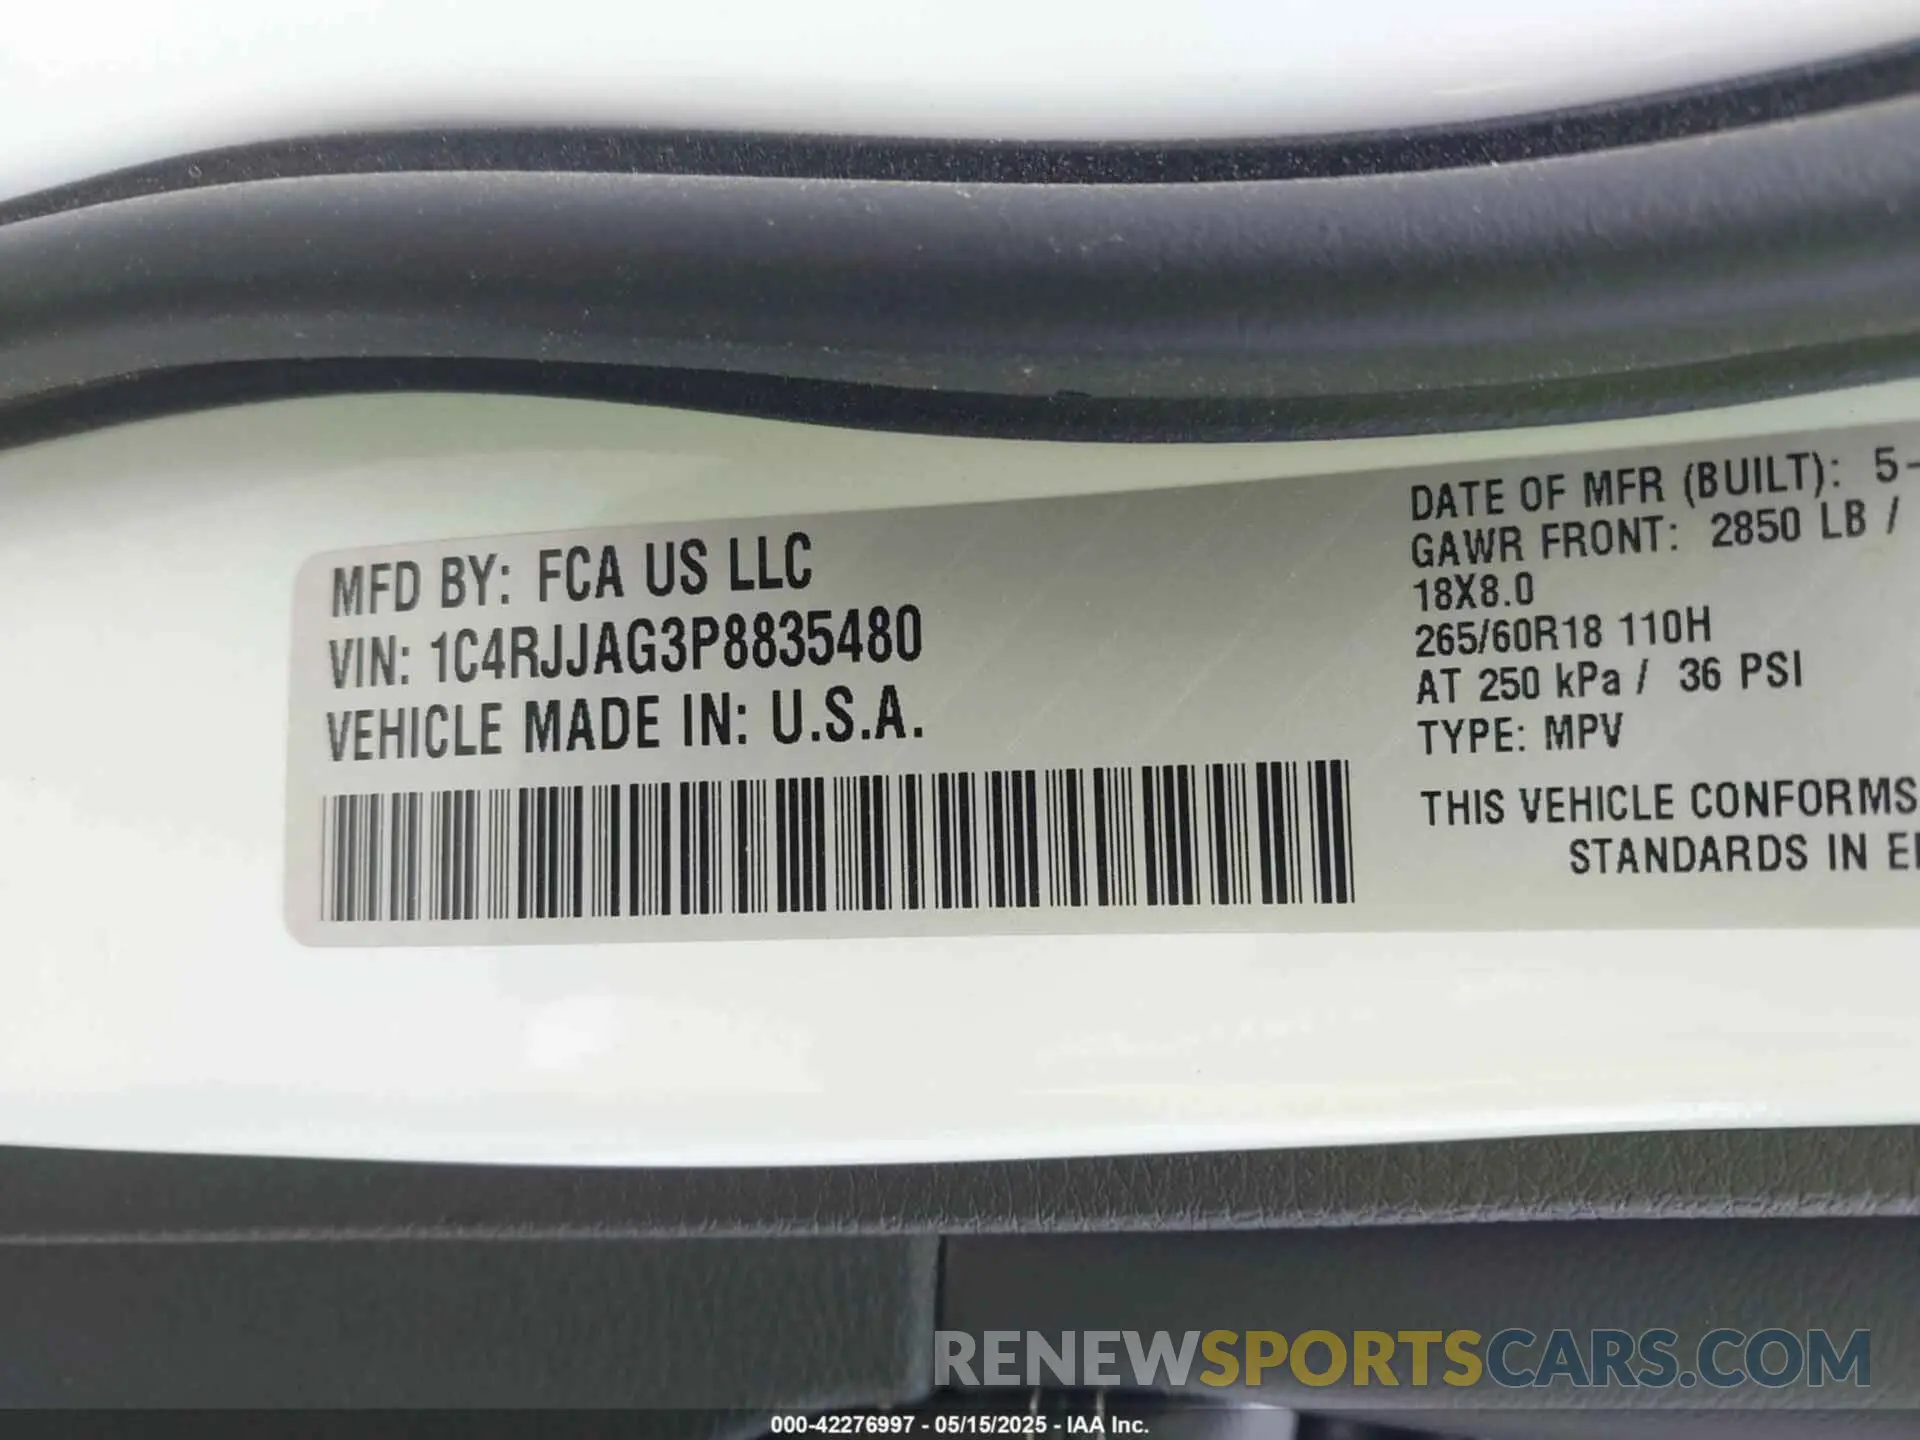 MFD BY: FCA US LLC
VIN: 1C4RJJAG3P8835480
VEHICLE MADE IN: U.S.A.
DATE OF MFR (BUILT): 5-
GAWR FRONT: 2850 LB /
18X8.0
265/60R18 110H
AT 250 kPa / 36 PSI
TYPE: MPV
THIS VEHICLE CONFORMS
STANDARDS IN
RENEWSPORTSCARS.COM
000-42276997 - 05/15/2025 - IAA Inc.